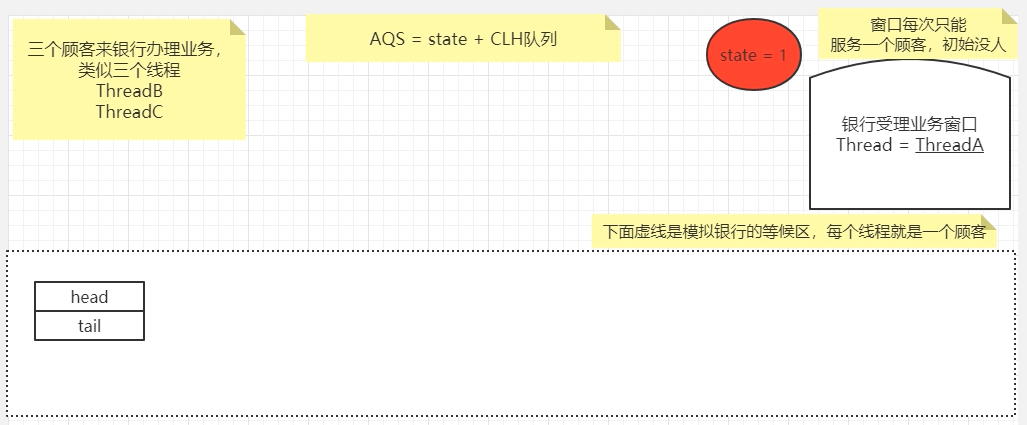 三个顾客来银行办理业务，
类似三个线程
ThreadB
ThreadC
AQS = state + CLH队列
state = 1
窗口每次只能
服务一个顾客，初始没人
银行受理业务窗口
Thread = ThreadA
下面虚线是模拟银行的等候区，每个线程就是一个顾客
head
tail